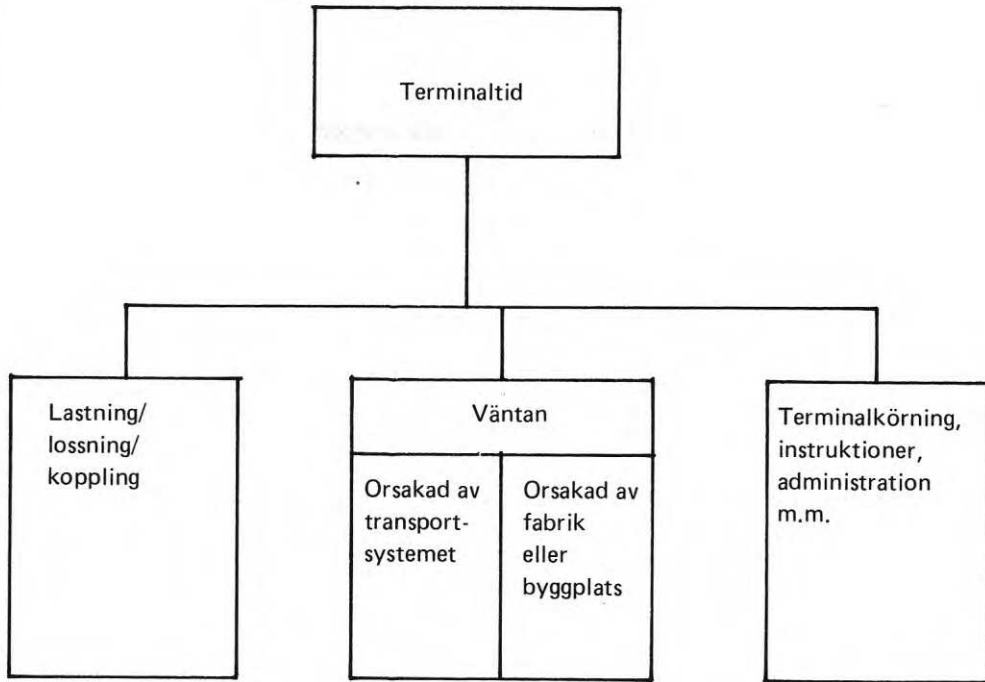 Terminaltid
Lastning/
lossning/
koppling
Väntan
Orsakad av
transport-
systemet
Orsakad av
fabrik
eller
byggplats
Terminalkörning,
instruktioner,
administration
m.m.